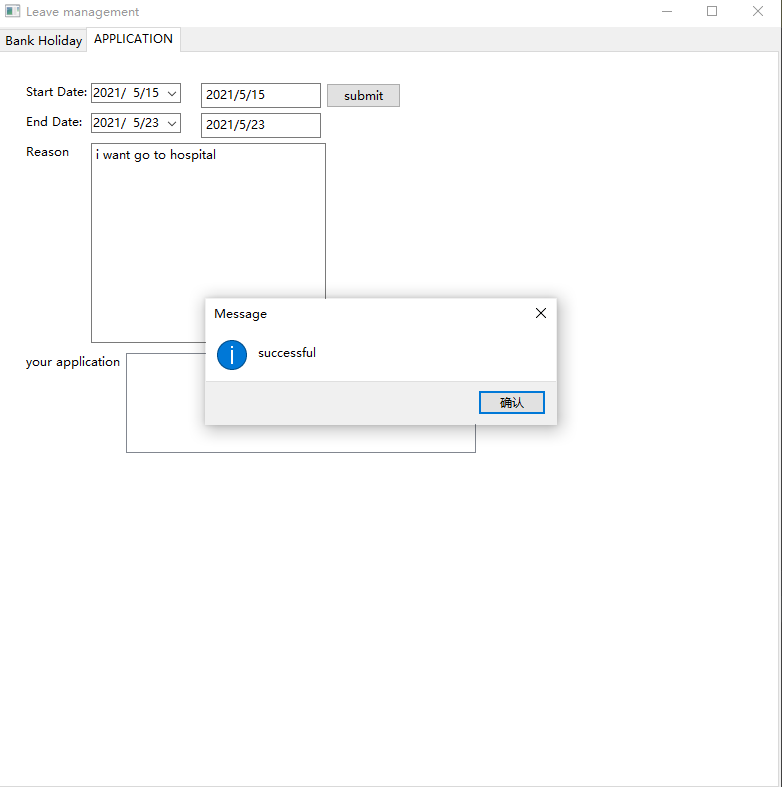 Leave management
Bank Holiday APPLICATION
Start Date: 2021/ 5/15 2021/5/15 submit
End Date: 2021/ 5/23 2021/5/23
Reason i want go to hospital
Message
successful
your application
确认